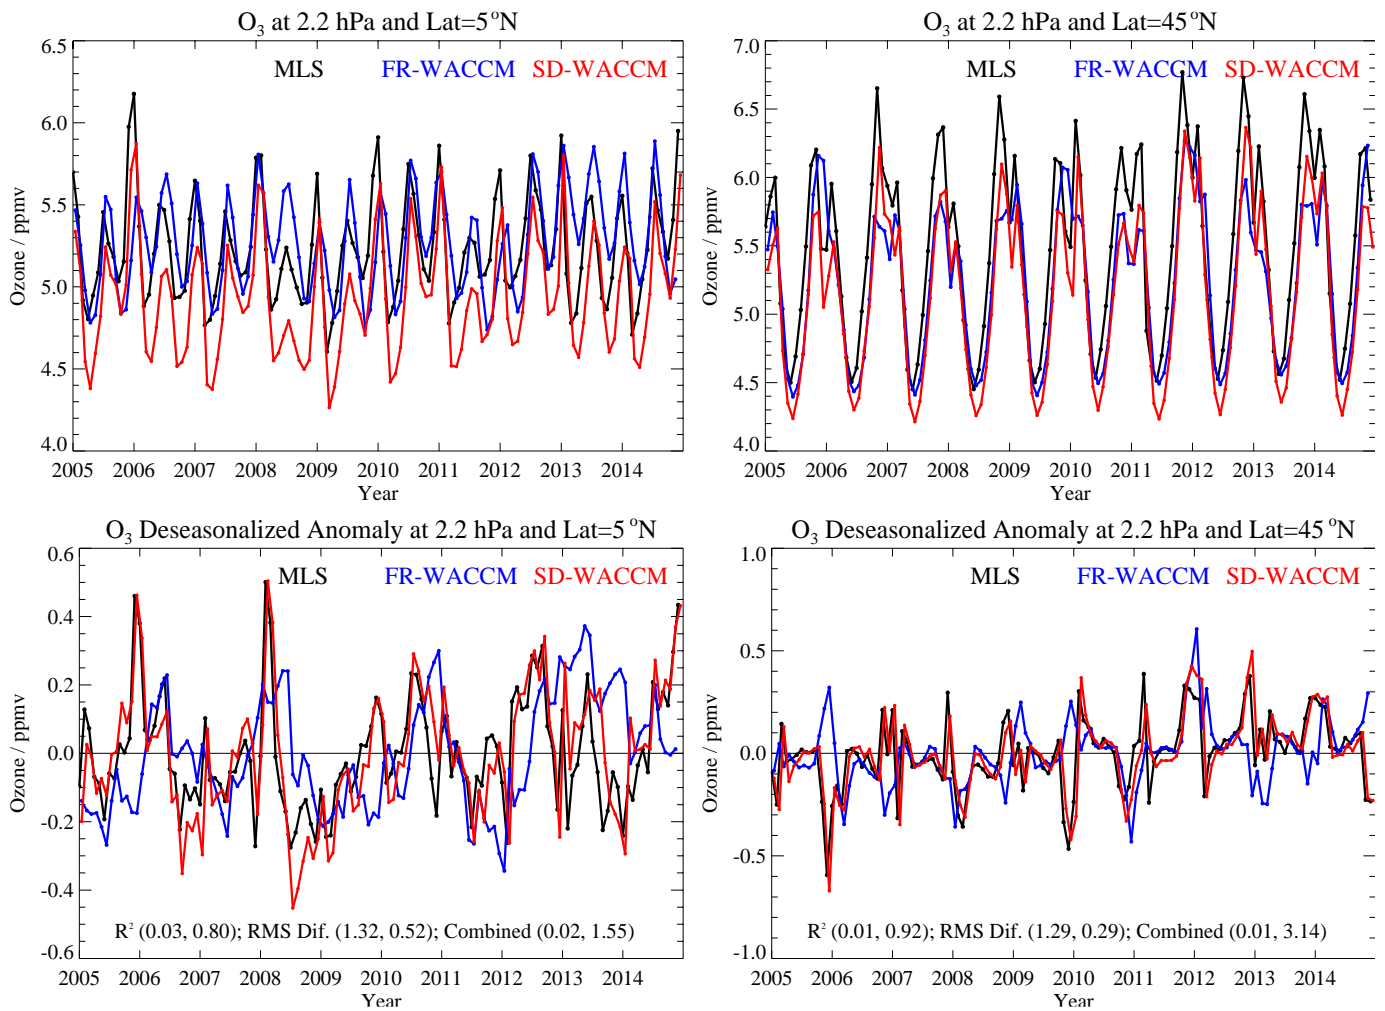 O₃ at 2.2 hPa and Lat=5°N
MLS FR-WACCM SD-WACCM
Ozone / ppmv
6.5
6.0
5.5
5.0
4.5
4.0
2005 2006 2007 2008 2009 2010 2011 2012 2013 2014
Year
O₃ at 2.2 hPa and Lat=45°N
MLS FR-WACCM SD-WACCM
Ozone / ppmv
7.0
6.5
6.0
5.5
5.0
4.5
4.0
2005 2006 2007 2008 2009 2010 2011 2012 2013 2014
Year
O₃ Deseasonalized Anomaly at 2.2 hPa and Lat=5°N
MLS FR-WACCM SD-WACCM
Ozone / ppmv
0.6
0.4
0.2
0.0
-0.2
-0.4
-0.6
R² (0.03, 0.80); RMS Dif. (1.32, 0.52); Combined (0.02, 1.55)
2005 2006 2007 2008 2009 2010 2011 2012 2013 2014
Year
O₃ Deseasonalized Anomaly at 2.2 hPa and Lat=45°N
MLS FR-WACCM SD-WACCM
Ozone / ppmv
1.0
0.5
0.0
-0.5
-1.0
R² (0.01, 0.92); RMS Dif. (1.29, 0.29); Combined (0.01, 3.14)
2005 2006 2007 2008 2009 2010 2011 2012 2013 2014
Year